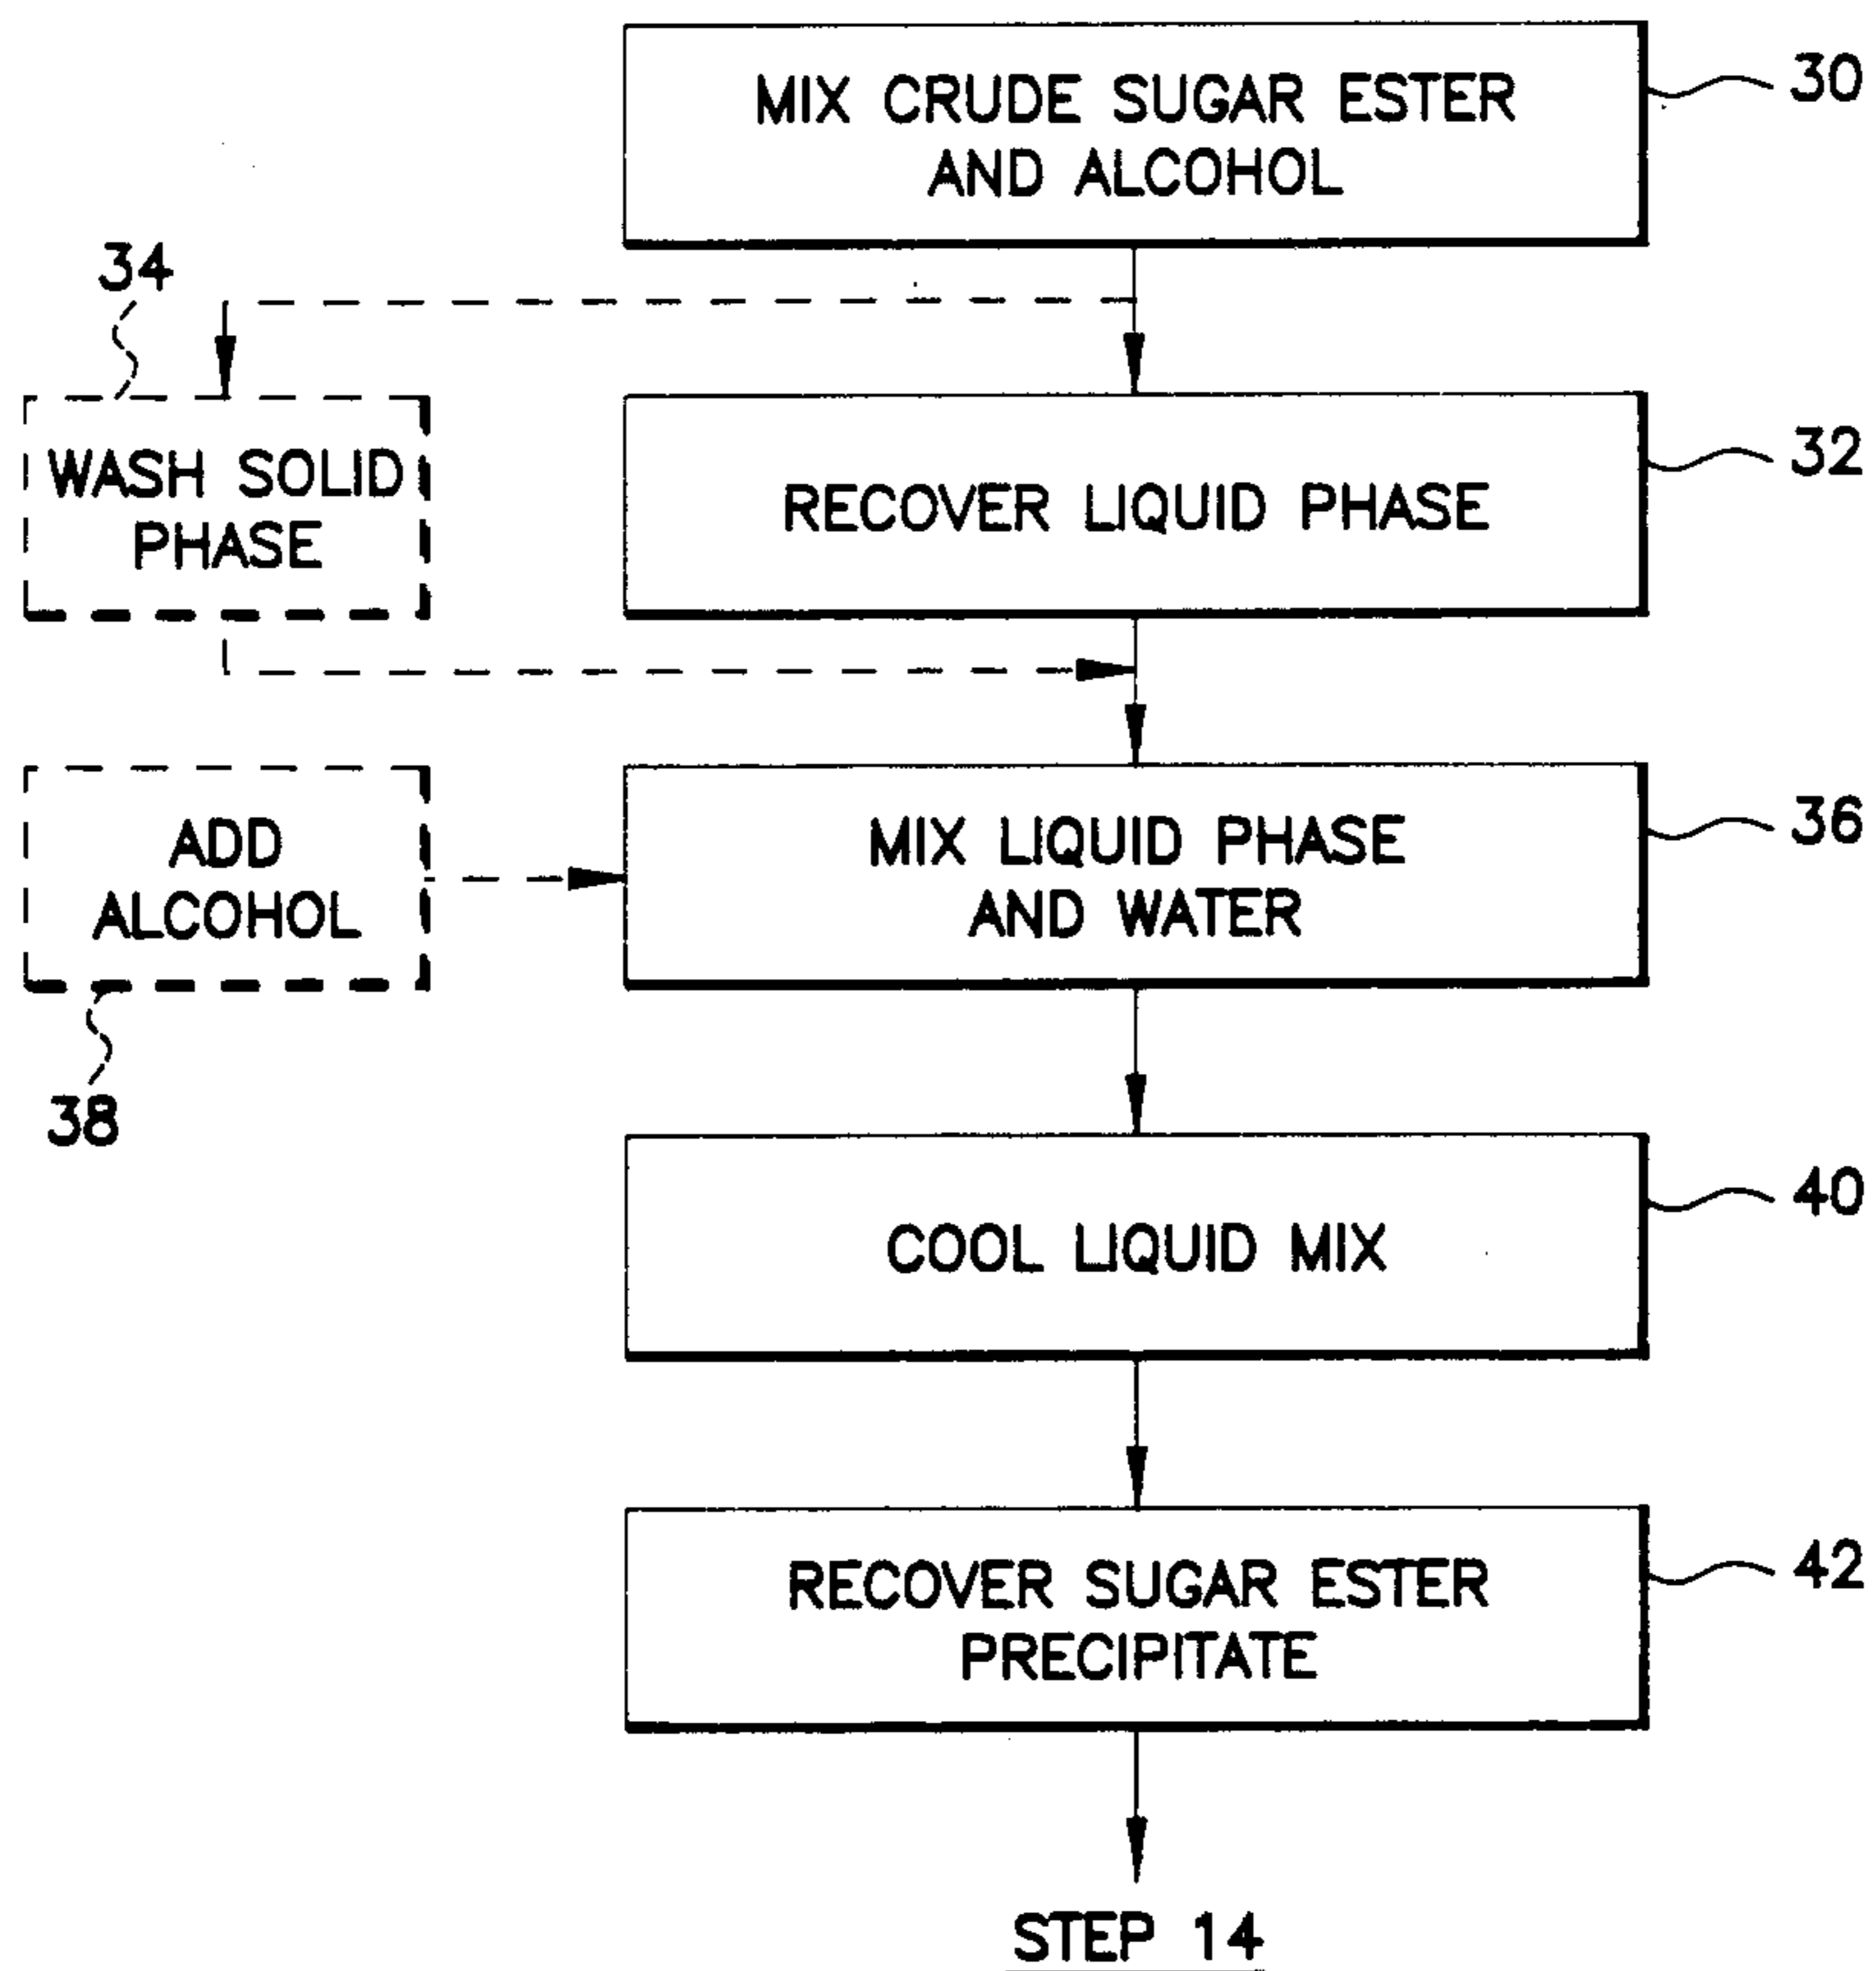 MIX CRUDE SUGAR ESTER
AND ALCOHOL
30
34
WASH SOLID
PHASE
RECOVER LIQUID PHASE
32
ADD
ALCOHOL
38
MIX LIQUID PHASE
AND WATER
36
COOL LIQUID MIX
40
RECOVER SUGAR ESTER
PRECIPITATE
42
STEP 14